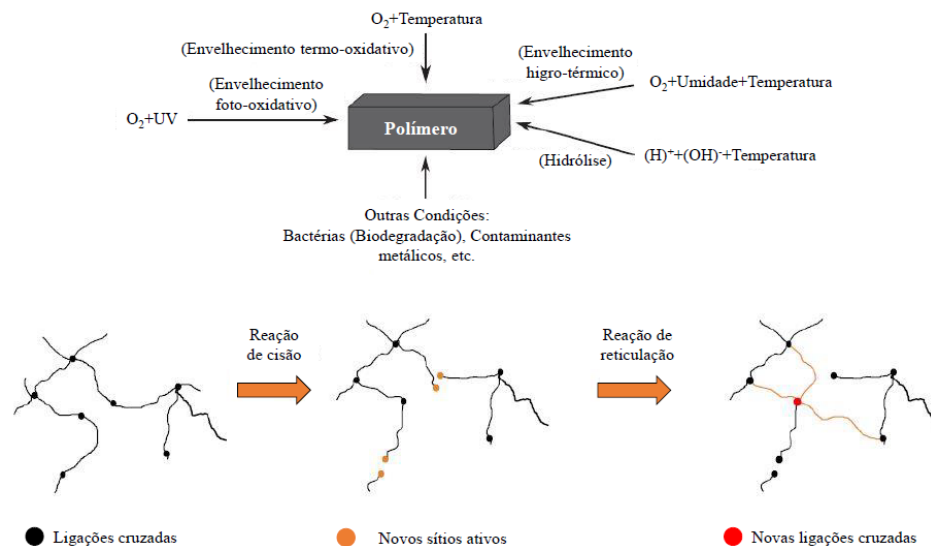 O₂+Temperatura
(Envelhecimento termo-oxidativo)
(Envelhecimento
higro-térmico)
(Envelhecimento
foto-oxidativo)
O₂+Umidade+Temperatura
O₂+UV
Polímero
(Hidrólise)
(H)⁺+(OH)⁻+Temperatura
Outras Condições:
Bactérias (Biodegradação), Contaminantes
metálicos, etc.
Reação
de cisão
Reação de
reticulação
Ligações cruzadas
Novos sítios ativos
Novas ligações cruzadas